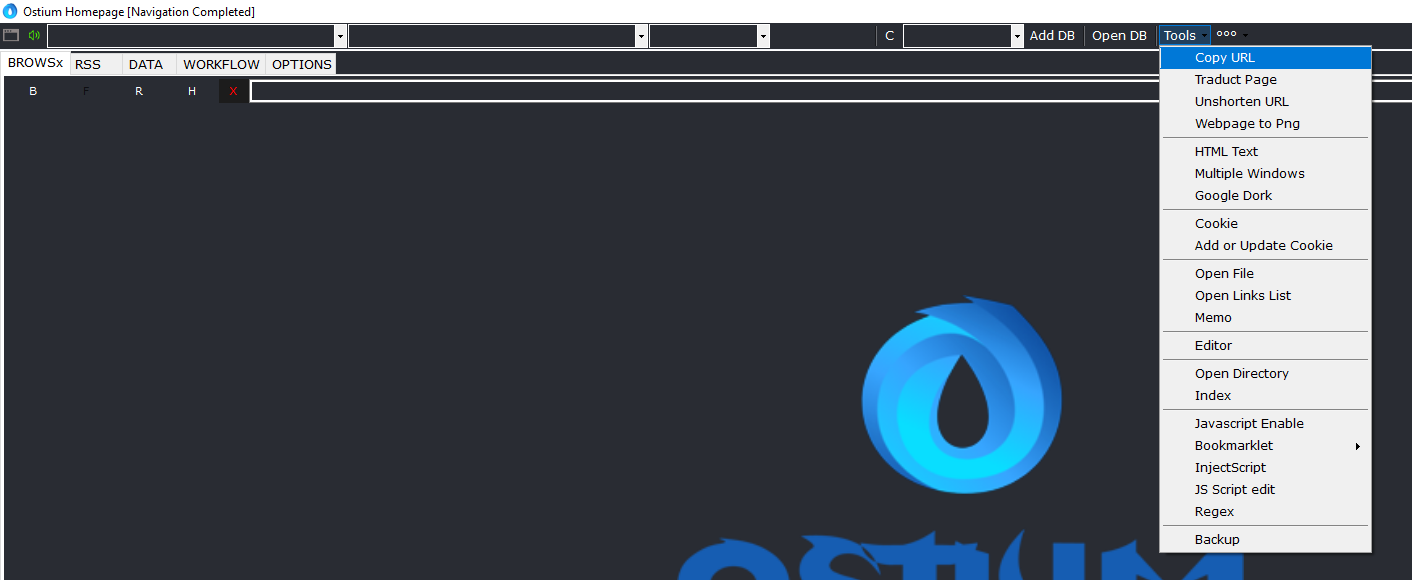 Ostium Homepage [Navigation Completed]
C Add DB Open DB Tools
BROWSx RSS DATA WORKFLOW OPTIONS
B F R H X
Copy URL
Traduct Page
Unshorten URL
Webpage to Png
HTML Text
Multiple Windows
Google Dork
Cookie
Add or Update Cookie
Open File
Open Links List
Memo
Editor
Open Directory
Index
Javascript Enable
Bookmarklet
InjectScript
JS Script edit
Regex
Backup
OSTIUM